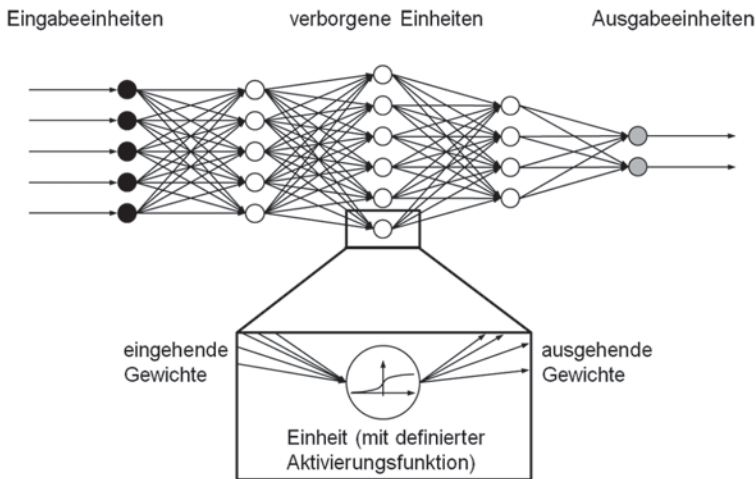 Eingabeeinheiten
verborgene Einheiten
Ausgabeeinheiten
eingehende
Gewichte
ausgehende
Gewichte
Einheit (mit definierter
Aktivierungsfunktion)